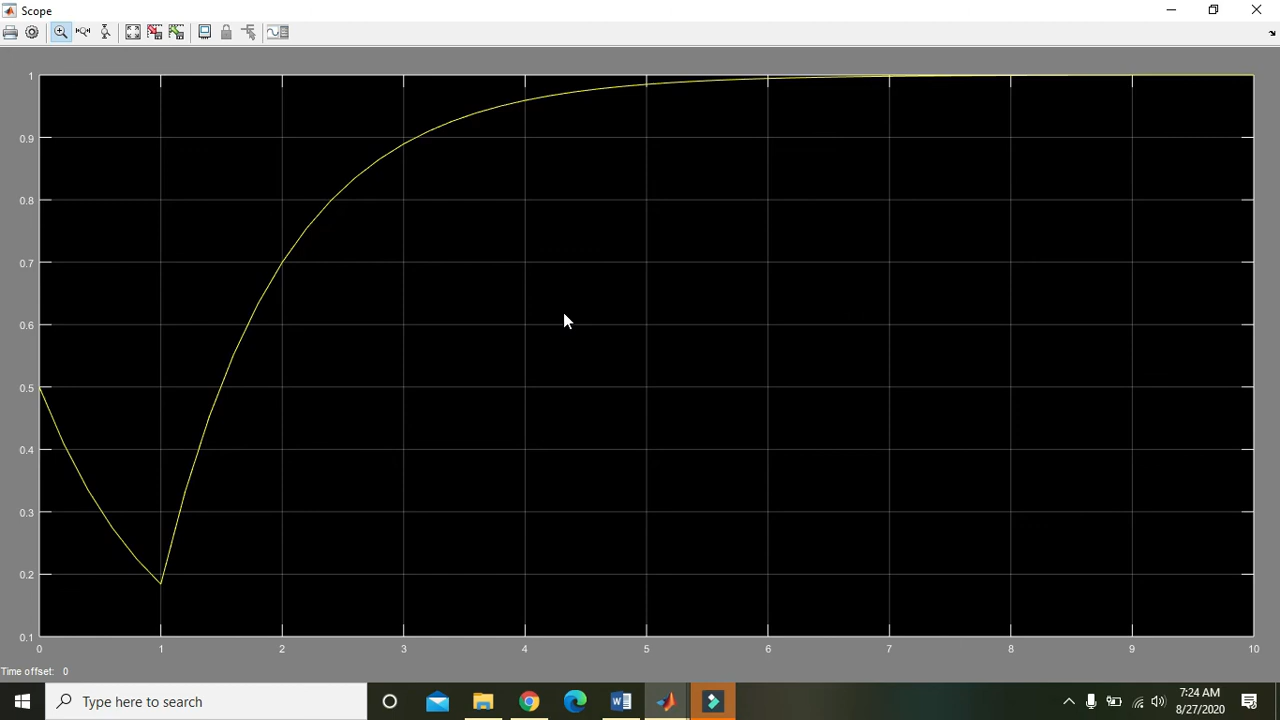 Scope
1
0.9
0.8
0.7
0.6
0.5
0.4
0.3
0.2
0.1
0 1 2 3 4 5 6 7 8 9 10
Time offset: 0
Type here to search
7:24 AM
8/27/2020